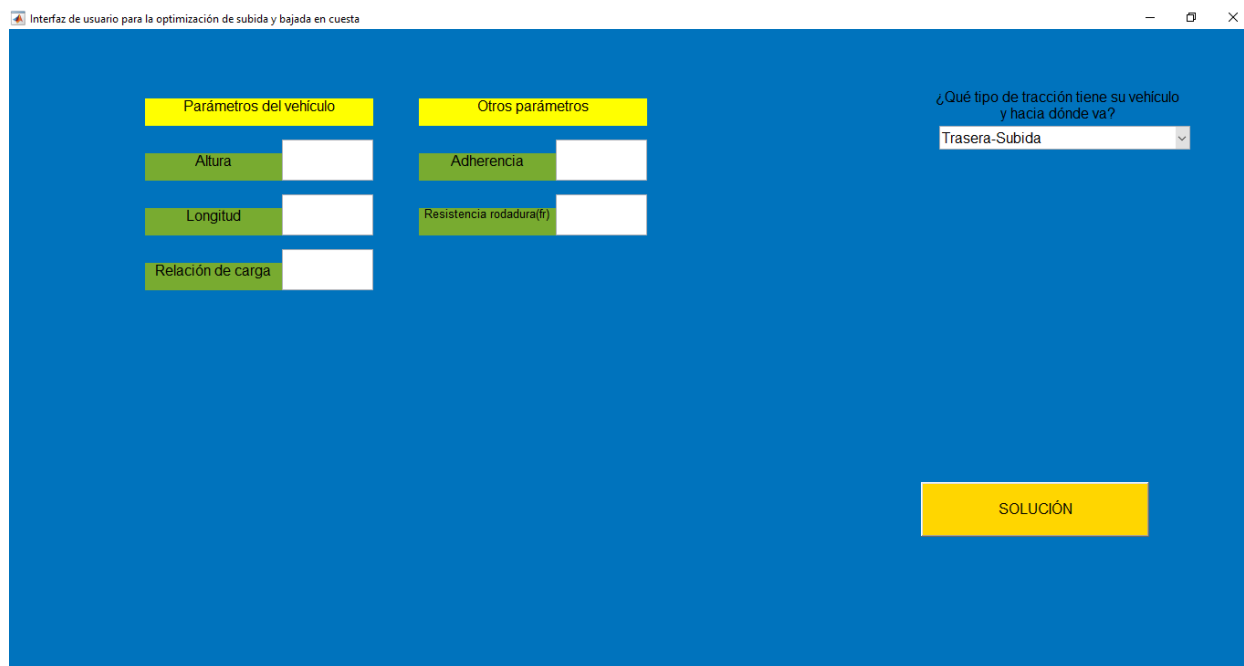 Interfaz de usuario para la optimización de subida y bajada en cuesta
Parámetros del vehículo
Altura
Longitud
Relación de carga
Otros parámetros
Adherencia
Resistencia rodadura(fr)
¿Qué tipo de tracción tiene su vehículo
y hacia dónde va?
Trasera-Subida
SOLUCIÓN